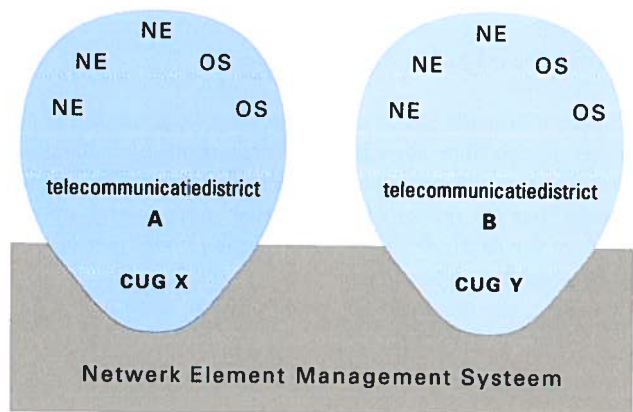 NE
NE OS
NE OS
telecommunicatiedistrict
A
CUG X
NE
NE OS
NE OS
telecommunicatiedistrict
B
CUG Y
Netwerk Element Management Systeem